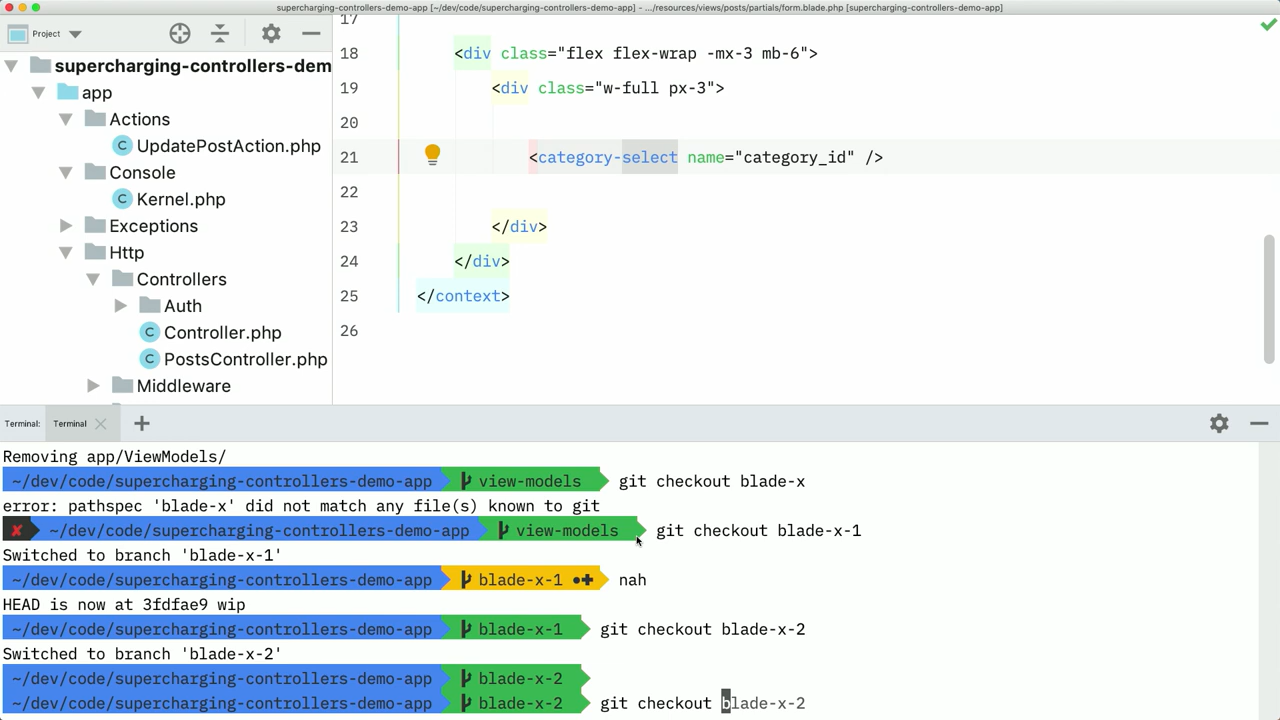 supercharging-controllers-demo-app [~/dev/code/supercharging-controllers-demo-app] – .../resources/views/posts/partials/form.blade.php [supercharging-controllers-demo-app]
Project
supercharging-controllers-dem
app
Actions
UpdatePostAction.php
Console
Kernel.php
Exceptions
Http
Controllers
Auth
Controller.php
PostsController.php
Middleware
17
18 <div class="flex flex-wrap -mx-3 mb-6">
19 <div class="w-full px-3">
20
21 <category-select name="category_id" />
22
23 </div>
24 </div>
25 </context>
26
Terminal: Terminal
Removing app/ViewModels/
~/dev/code/supercharging-controllers-demo-app view-models git checkout blade-x
error: pathspec 'blade-x' did not match any file(s) known to git
✘ ~/dev/code/supercharging-controllers-demo-app view-models git checkout blade-x-1
Switched to branch 'blade-x-1'
~/dev/code/supercharging-controllers-demo-app blade-x-1 ●✚ nah
HEAD is now at 3fdfae9 wip
~/dev/code/supercharging-controllers-demo-app blade-x-1 git checkout blade-x-2
Switched to branch 'blade-x-2'
~/dev/code/supercharging-controllers-demo-app blade-x-2
~/dev/code/supercharging-controllers-demo-app blade-x-2 git checkout blade-x-2